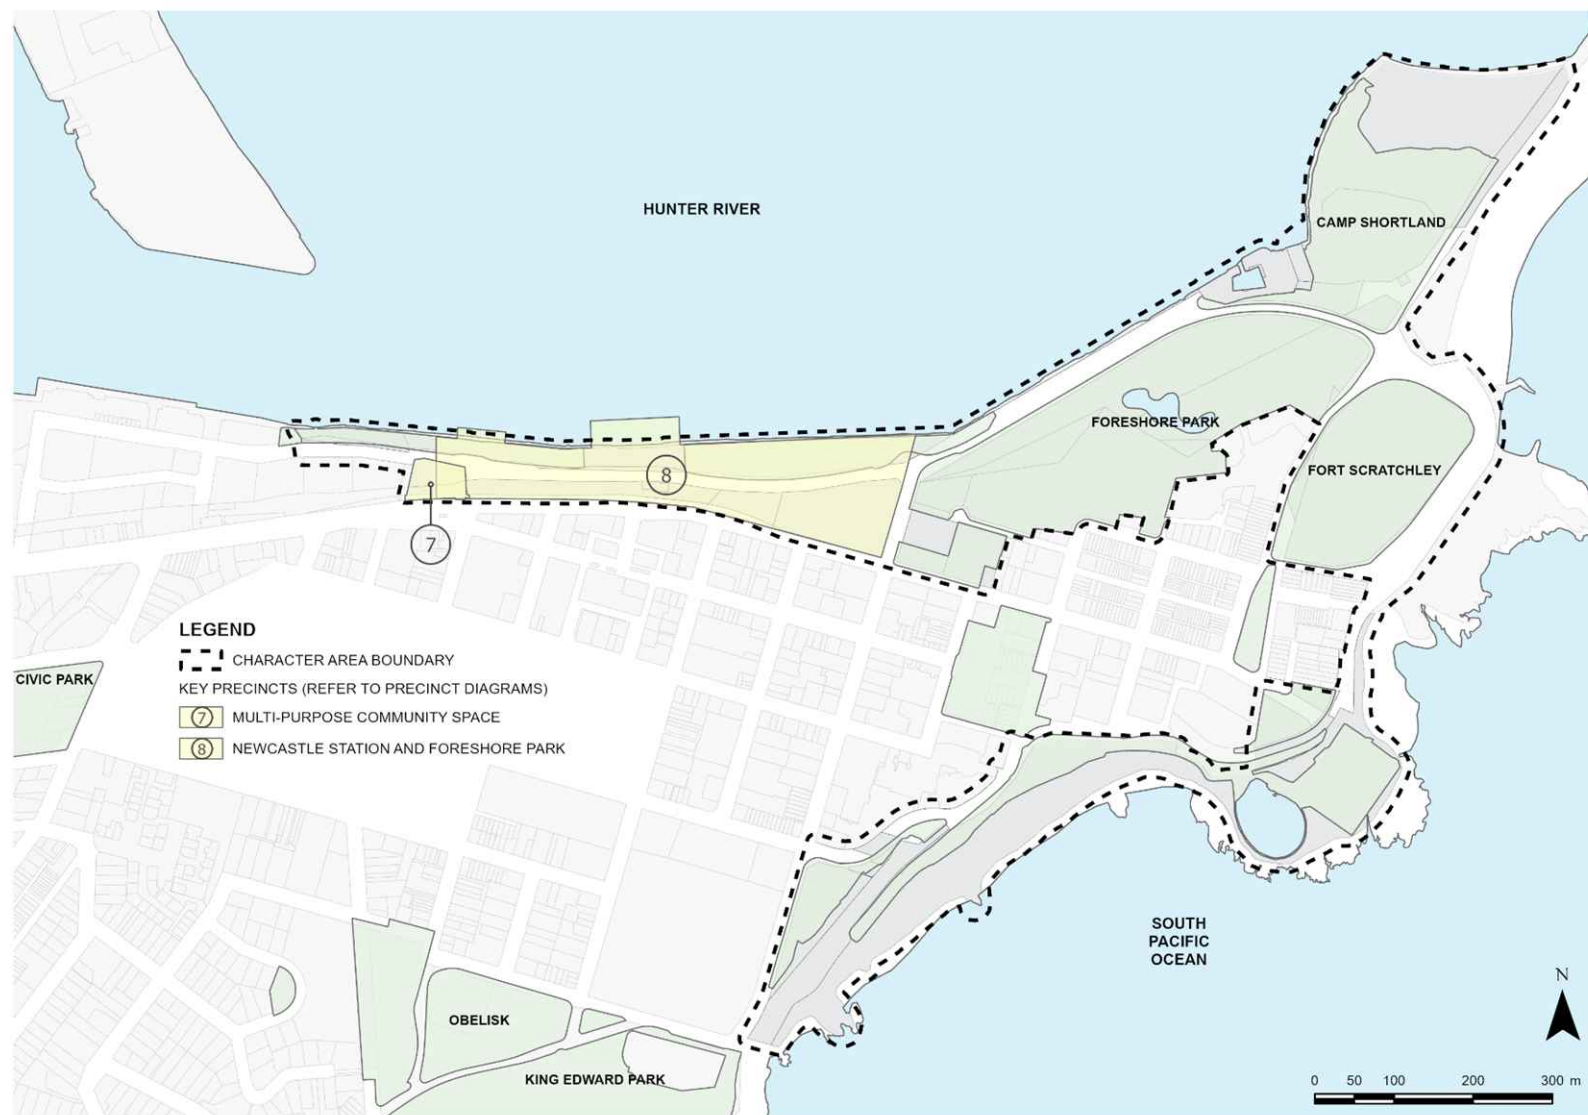 HUNTER RIVER
CAMP SHORTLAND
FORESHORE PARK
FORT SCRATCHLEY
8
7
LEGEND
CHARACTER AREA BOUNDARY
KEY PRECINCTS (REFER TO PRECINCT DIAGRAMS)
7 MULTI-PURPOSE COMMUNITY SPACE
8 NEWCASTLE STATION AND FORESHORE PARK
CIVIC PARK
SOUTH
PACIFIC
OCEAN
OBELISK
KING EDWARD PARK
N
0 50 100 200 300 m